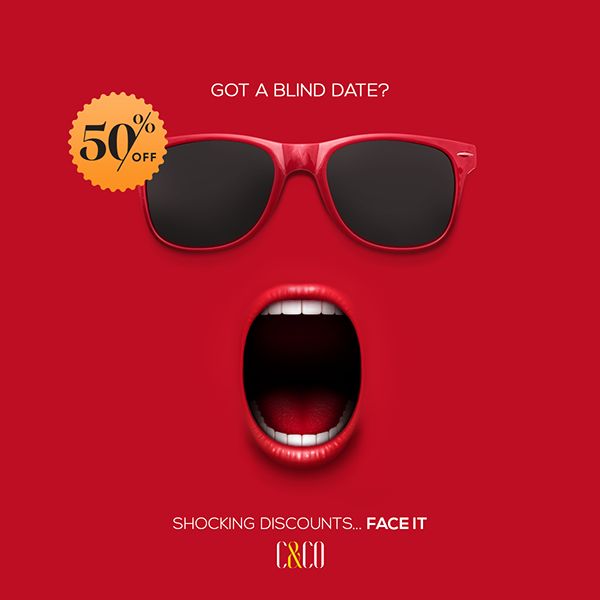 GOT A BLIND DATE?
50% OFF
SHOCKING DISCOUNTS... FACE IT
C&CO